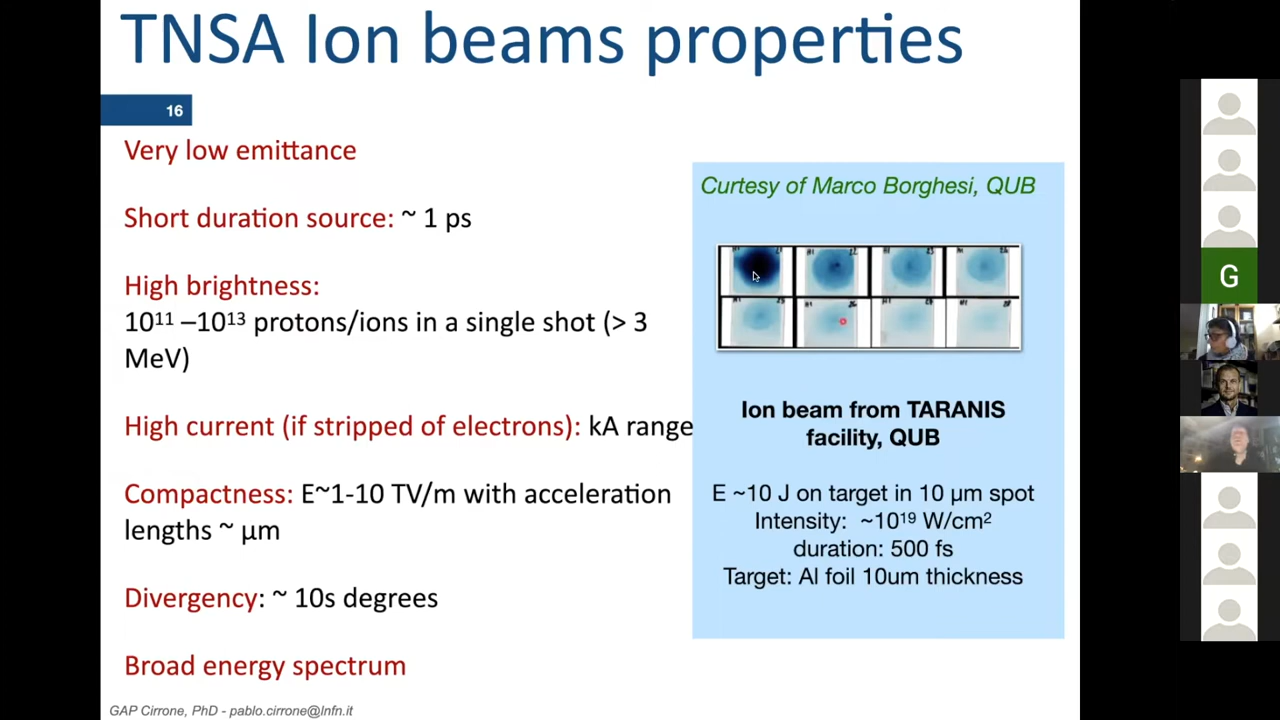 TNSA Ion beams properties
16
Very low emittance
Short duration source: ~ 1 ps
High brightness:
10¹¹ –10¹³ protons/ions in a single shot (> 3
MeV)
High current (if stripped of electrons): kA range
Compactness: E~1-10 TV/m with acceleration
lengths ~ µm
Divergency: ~ 10s degrees
Broad energy spectrum
GAP Cirrone, PhD - pablo.cirrone@lnfn.it
Curtesy of Marco Borghesi, QUB
Ion beam from TARANIS
facility, QUB
E ~10 J on target in 10 µm spot
Intensity: ~10¹⁹ W/cm²
duration: 500 fs
Target: Al foil 10um thickness
G